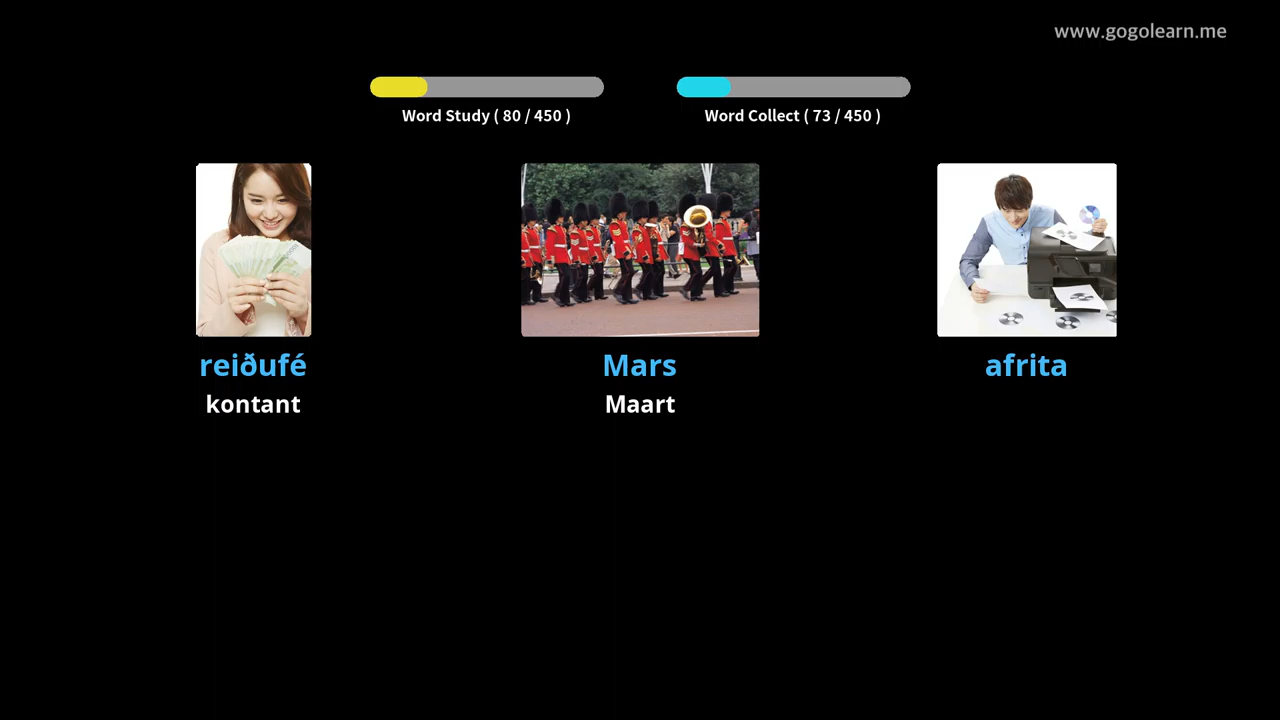 www.gogolearn.me
Word Study ( 80 / 450 )
Word Collect ( 73 / 450 )
reiðufé
kontant
Mars
Maart
afrita